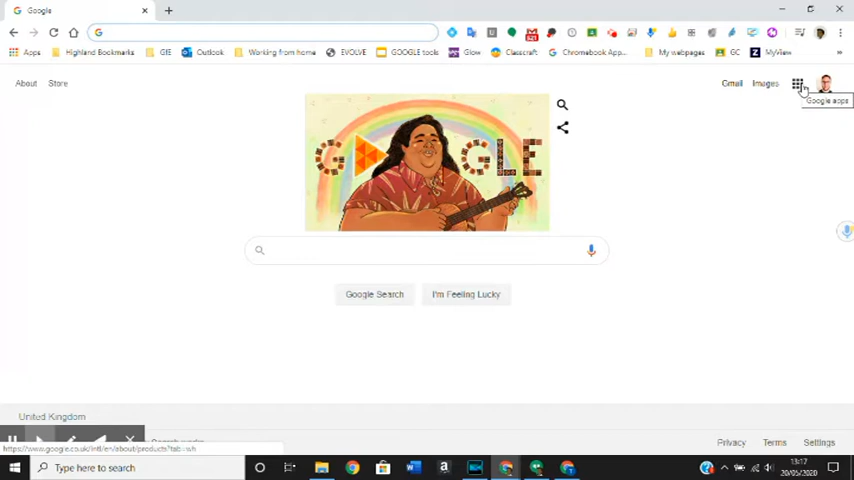 Google
Apps Highland Bookmarks GIE Outlook Working from home EVOLVE GOOGLE tools Glow Classcraft Chromebook App... My webpages GC MyView »
About Store Gmail Images
Google apps
G GLE
Google Search I'm Feeling Lucky
United Kingdom
Privacy Terms Settings
https://www.google.co.uk/intl/en/about/products?tab=wh
Type here to search
13:17
20/05/2020